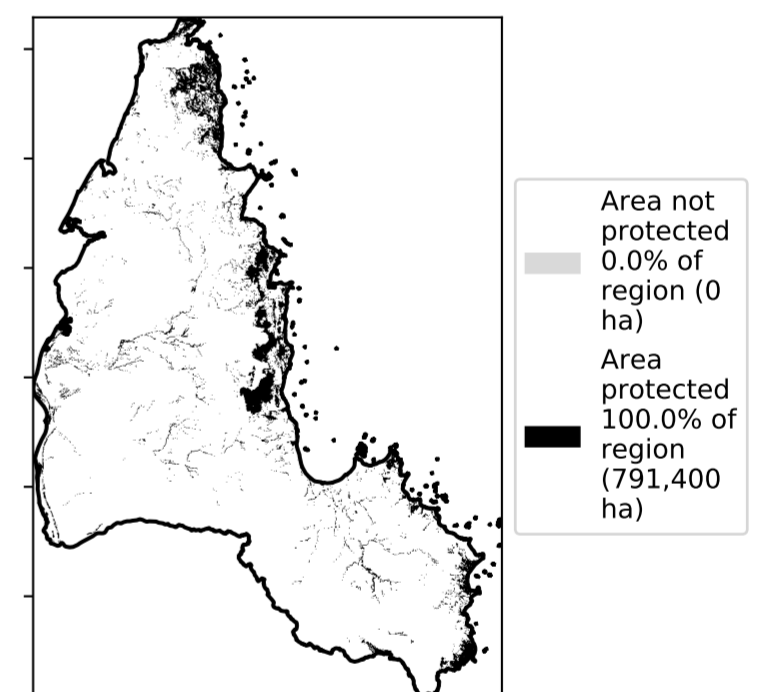 Area not
protected
0.0% of
region (0
ha)
Area
protected
100.0% of
region
(791,400
ha)